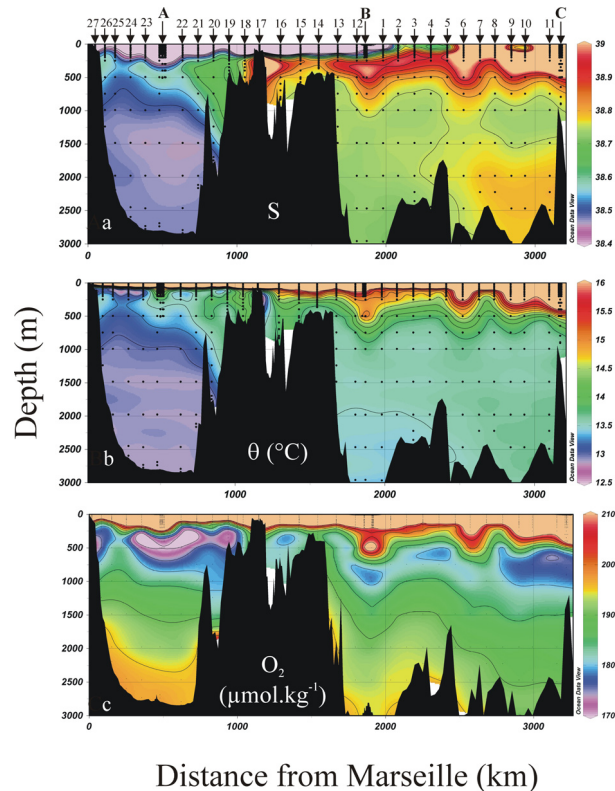 27 26 25 24 23 A 22 21 20 19 18 17 16 15 14 13 12 B 1 2 3 4 5 6 7 8 9 10 11 C
0
500
1000
1500
2000
2500
3000
a
S
0 1000 2000 3000
39
38.9
38.8
38.7
38.6
38.5
38.4
Ocean Data View
Depth (m)
0
500
1000
1500
2000
2500
3000
b
θ (°C)
1000 2000 3000
16
15.5
15
14.5
14
13.5
13
12.5
Ocean Data View
0
500
1000
1500
2000
2500
3000
c
O2
(µmol.kg-1)
0 1000 2000 3000
210
200
190
180
170
Ocean Data View
Distance from Marseille (km)